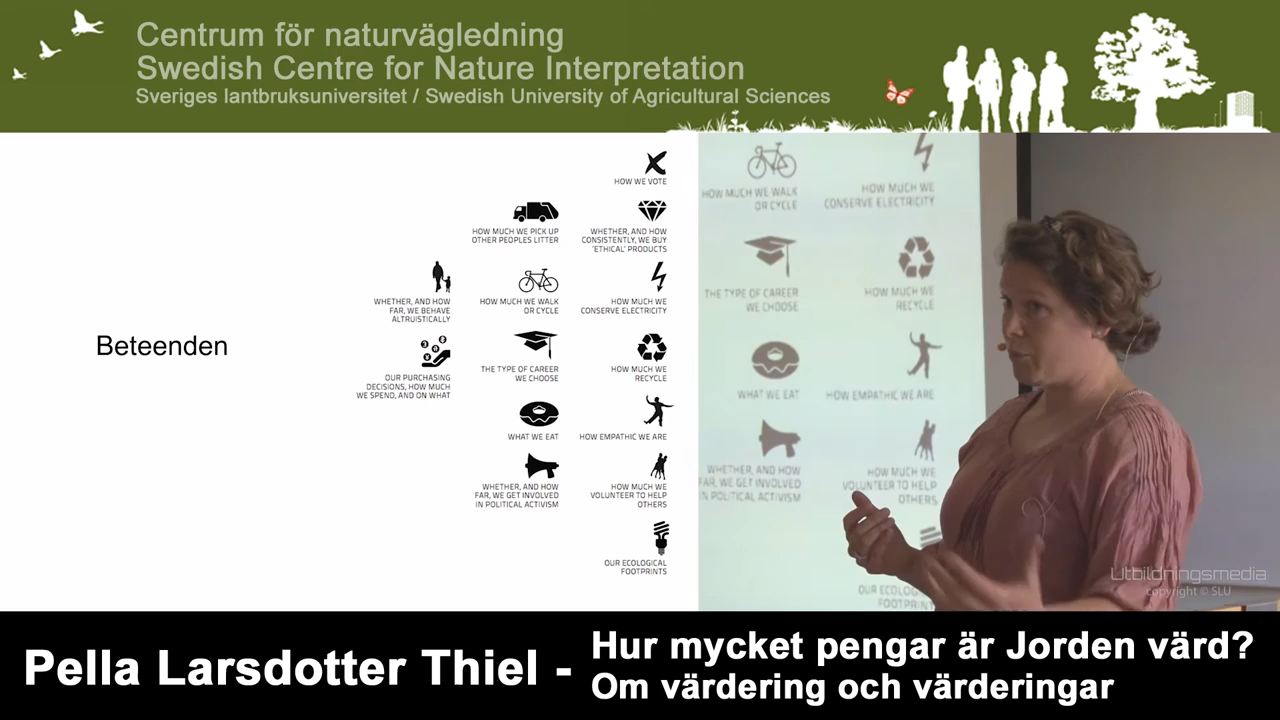 Centrum för naturvägledning
Swedish Centre for Nature Interpretation
Sveriges lantbruksuniversitet / Swedish University of Agricultural Sciences
Beteenden
HOW WE VOTE
HOW MUCH WE PICK UP
OTHER PEOPLES LITTER
WHETHER, AND HOW
CONSISTENTLY, WE BUY
'ETHICAL' PRODUCTS
WHETHER, AND HOW
FAR, WE BEHAVE
ALTRUISTICALLY
HOW MUCH WE WALK
OR CYCLE
HOW MUCH WE
CONSERVE ELECTRICITY
OUR PURCHASING
DECISIONS, HOW MUCH
WE SPEND, AND ON WHAT
THE TYPE OF CAREER
WE CHOOSE
HOW MUCH WE
RECYCLE
WHAT WE EAT
HOW EMPATHIC WE ARE
WHETHER, AND HOW
FAR, WE GET INVOLVED
IN POLITICAL ACTIVISM
HOW MUCH WE
VOLUNTEER TO HELP
OTHERS
OUR ECOLOGICAL
FOOTPRINTS
HOW MUCH WE WALK
OR CYCLE
HOW MUCH WE
CONSERVE ELECTRICITY
THE TYPE OF CAREER
WE CHOOSE
HOW MUCH WE
RECYCLE
WHAT WE EAT
HOW EMPATHIC WE ARE
WHETHER, AND HOW
FAR, WE GET INVOLVED
IN POLITICAL ACTIVISM
HOW MUCH WE
VOLUNTEER TO HELP
OTHERS
OUR
Utbildningsmedia
copyright © SLU
Pella Larsdotter Thiel -
Hur mycket pengar är Jorden värd?
Om värdering och värderingar